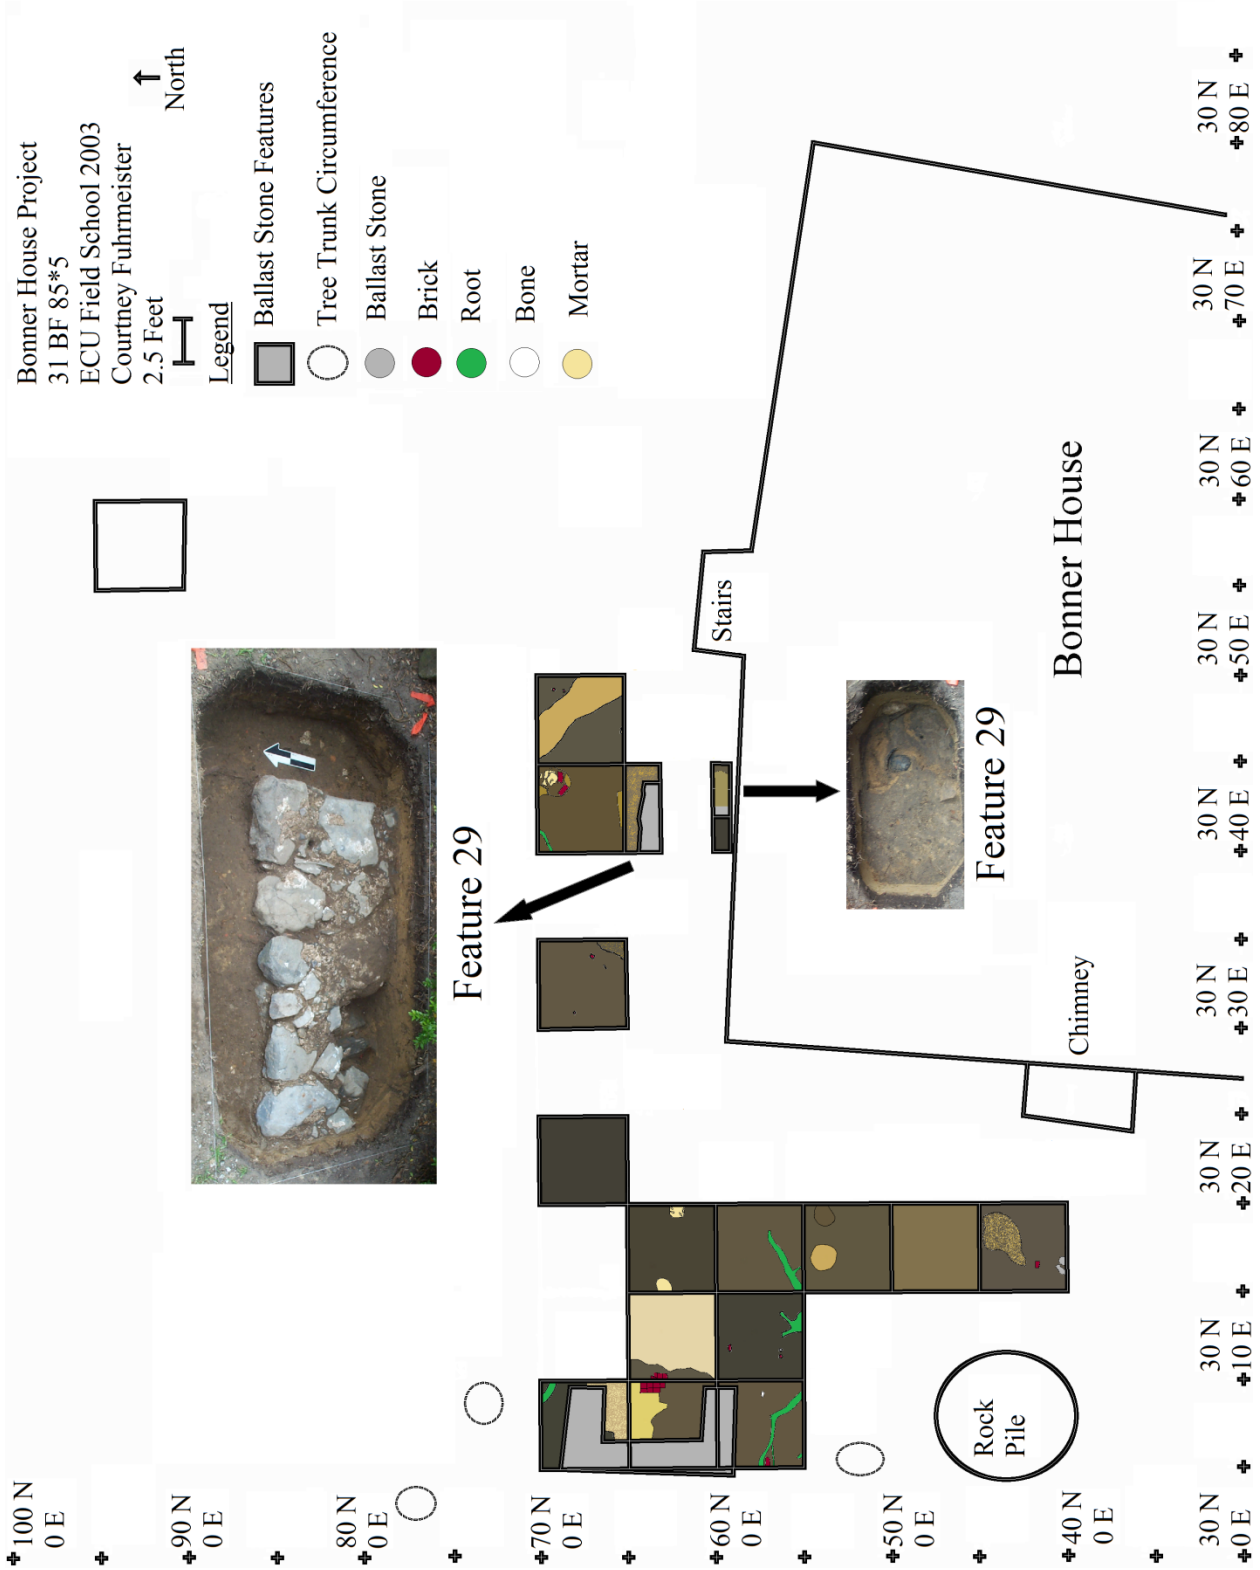 Bonner House Project
31 BF 85*5
ECU Field School 2003
Courtney Fuhrmeister
2.5 Feet
North
Legend
Ballast Stone Features
Tree Trunk Circumference
Ballast Stone
Brick
Root
Bone
Mortar
100 N
0 E
90 N
0 E
80 N
0 E
70 N
0 E
60 N
0 E
50 N
0 E
40 N
0 E
30 N
0 E
30 N
10 E
30 N
20 E
30 N
30 E
30 N
40 E
30 N
50 E
30 N
60 E
30 N
70 E
30 N
80 E
Feature 29
Feature 29
Stairs
Chimney
Bonner House
Rock
Pile